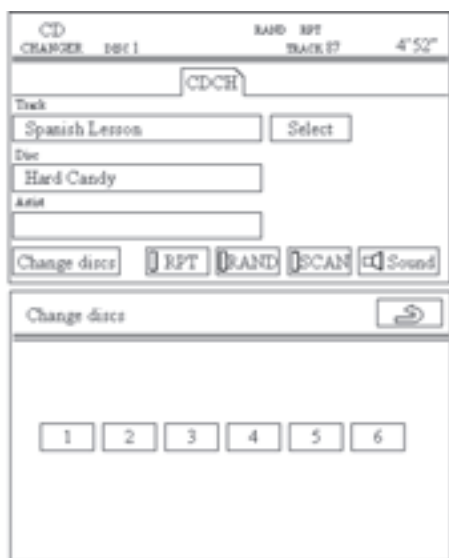 CD RAND RPT
CHANGER DISC 1 TRACK 87 4'52"
CDCH
Track
Spanish Lesson Select
Disc
Hard Candy
Artist
Change discs RPT RAND SCAN Sound
Change discs
1 2 3 4 5 6